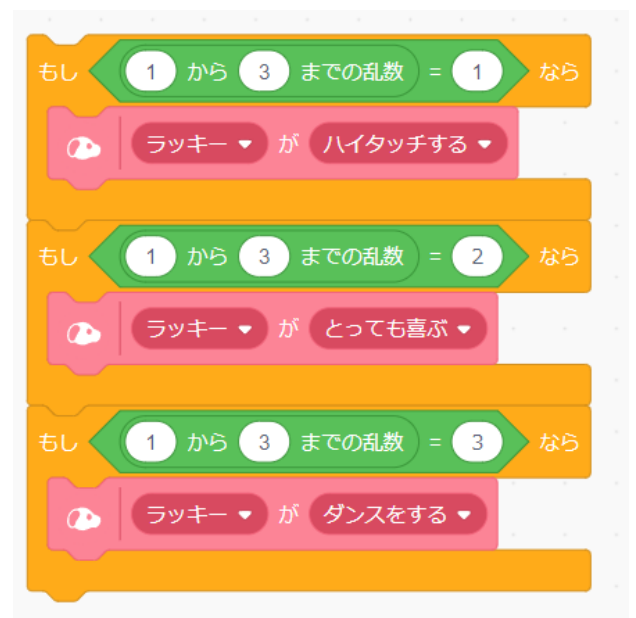 もし 1 から 3 までの乱数 = 1 なら
ラッキー が ハイタッチする
もし 1 から 3 までの乱数 = 2 なら
ラッキー が とっても喜ぶ
もし 1 から 3 までの乱数 = 3 なら
ラッキー が ダンスをする